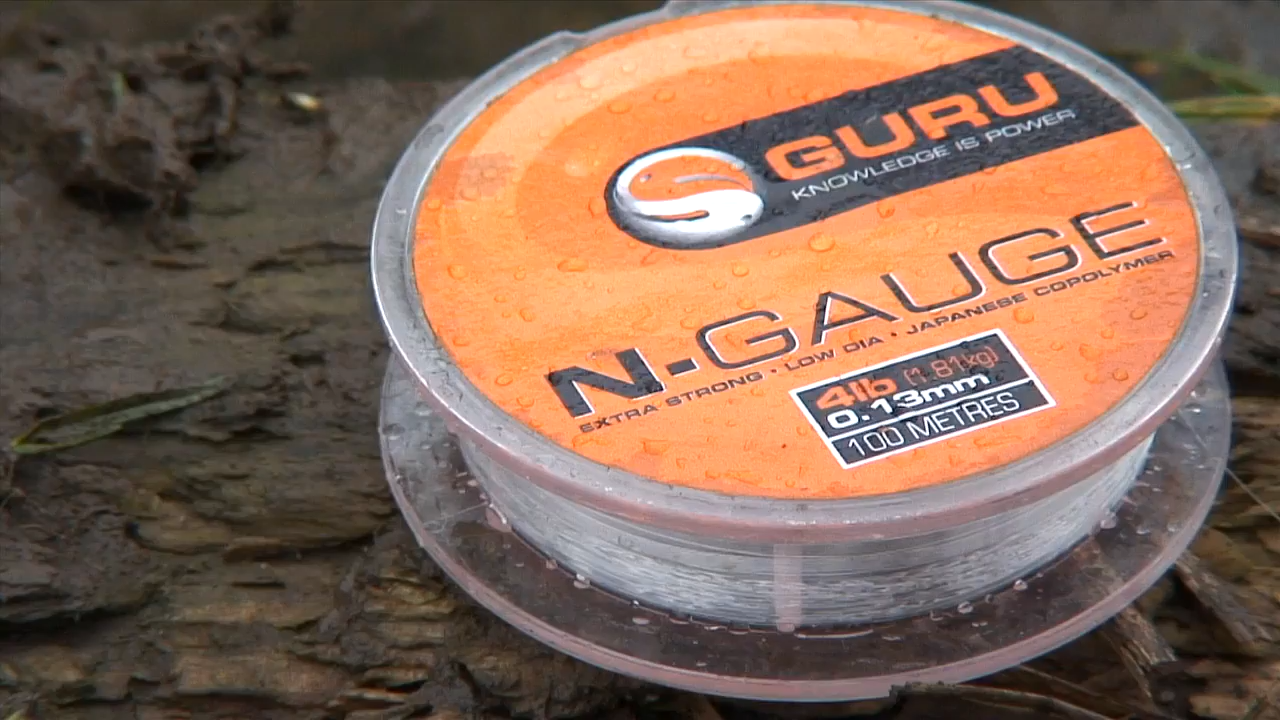 GURU
KNOWLEDGE IS POWER
N-GAUGE
EXTRA STRONG • LOW DIA • JAPANESE COPOLYMER
4lb (1.81kg)
0.13mm
100 METRES